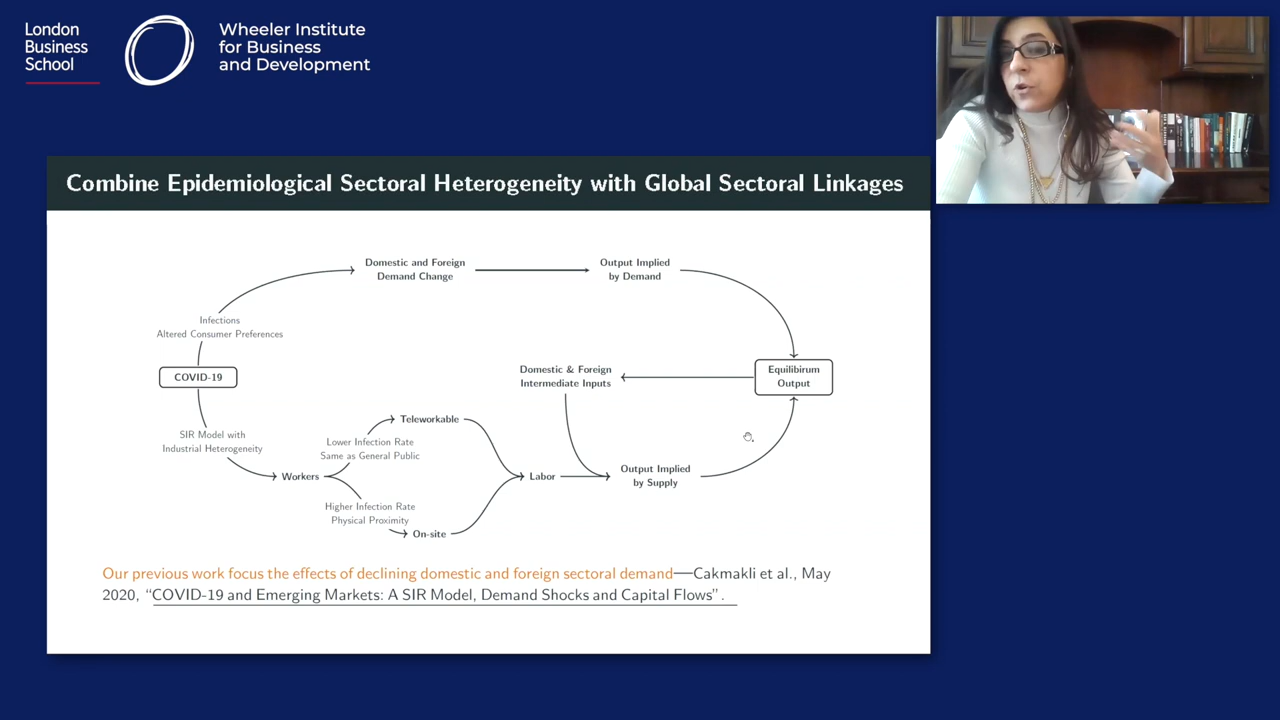 London
Business
School
Wheeler Institute
for Business
and Development
Combine Epidemiological Sectoral Heterogeneity with Global Sectoral Linkages
Domestic and Foreign
Demand Change
Output Implied
by Demand
Infections
Altered Consumer Preferences
COVID-19
Domestic & Foreign
Intermediate Inputs
Equilibirum
Output
SIR Model with
Industrial Heterogeneity
Workers
Teleworkable
Lower Infection Rate
Same as General Public
Higher Infection Rate
Physical Proximity
On-site
Labor
Output Implied
by Supply
Our previous work focus the effects of declining domestic and foreign sectoral demand—Cakmakli et al., May
2020, “COVID-19 and Emerging Markets: A SIR Model, Demand Shocks and Capital Flows”.